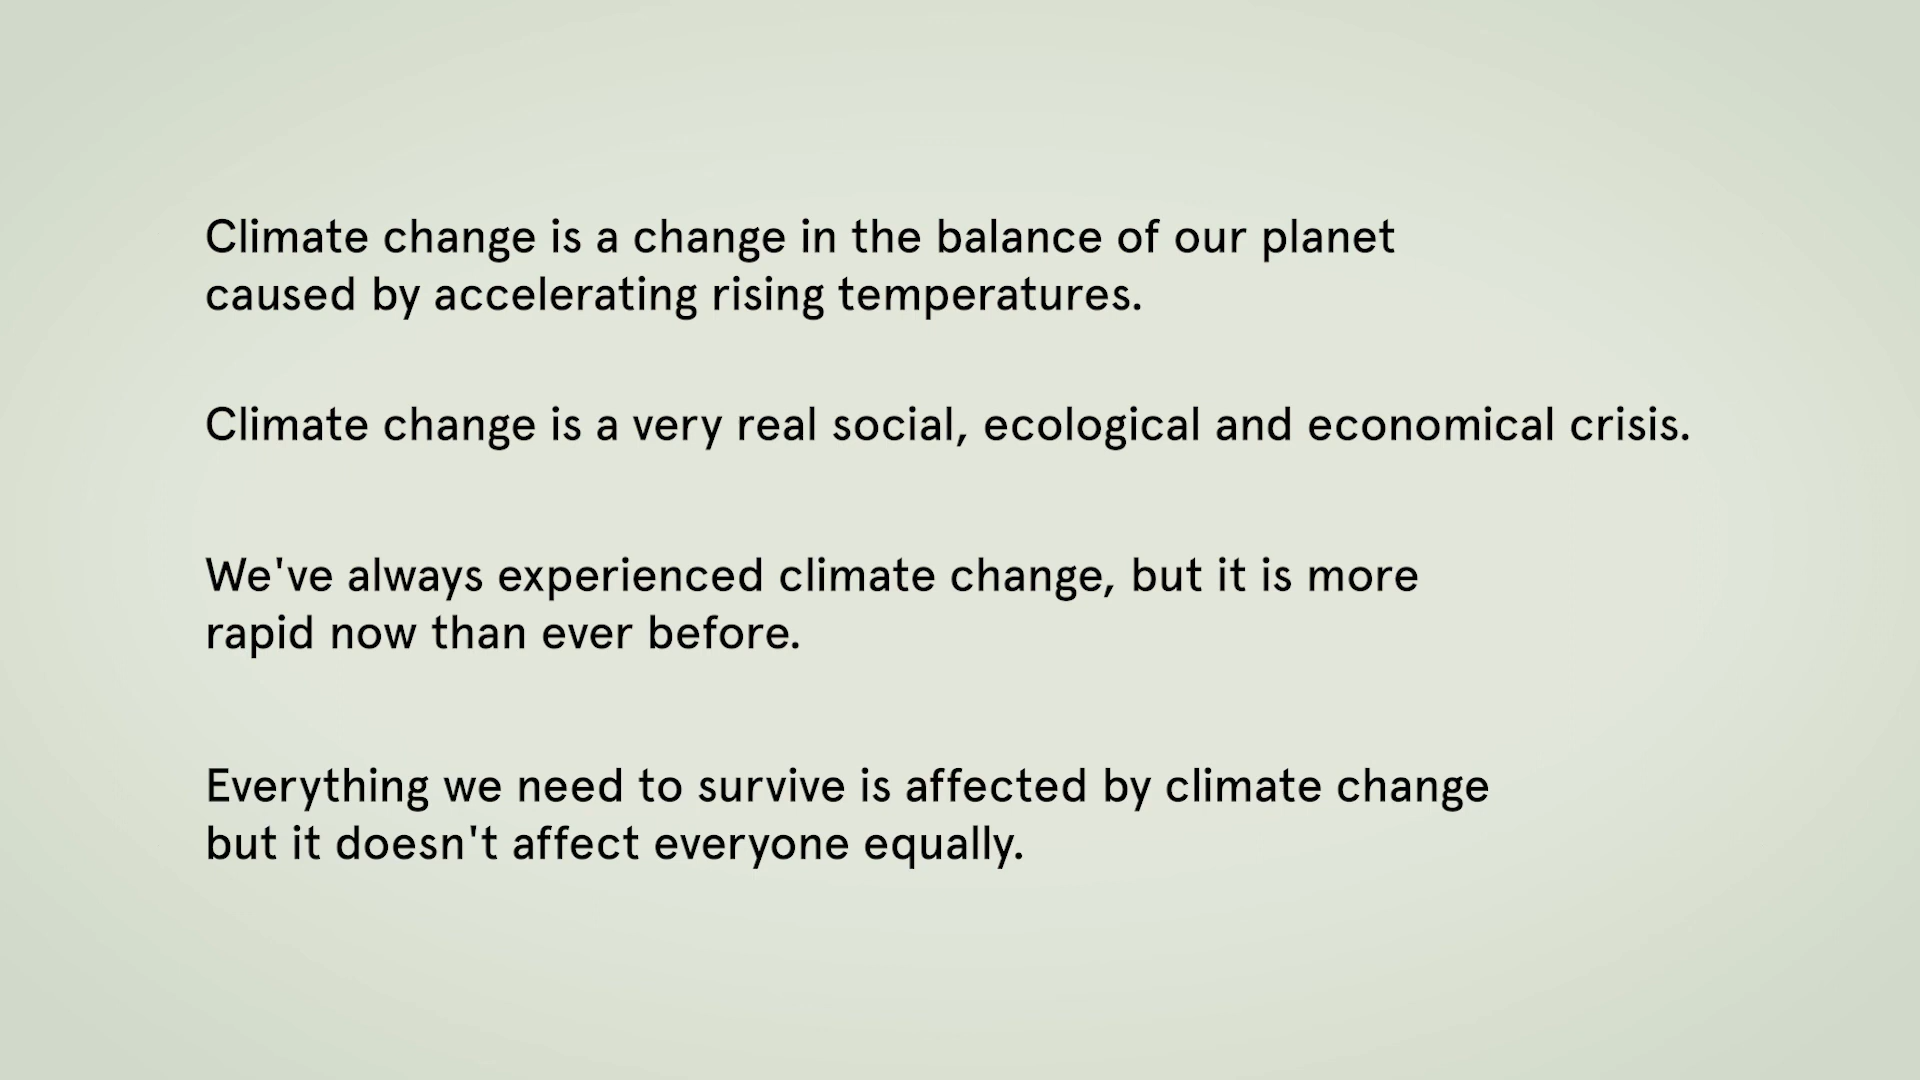 Climate change is a change in the balance of our planet
caused by accelerating rising temperatures.
Climate change is a very real social, ecological and economical crisis.
We've always experienced climate change, but it is more
rapid now than ever before.
Everything we need to survive is affected by climate change
but it doesn't affect everyone equally.